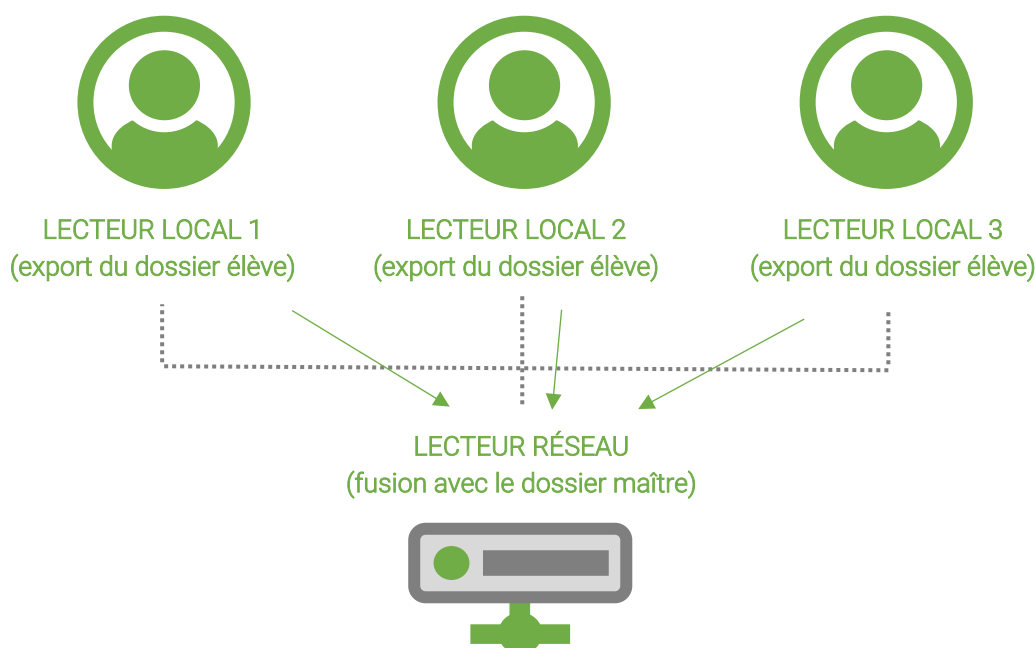 LECTEUR LOCAL 1
(export du dossier élève)
LECTEUR LOCAL 2
(export du dossier élève)
LECTEUR LOCAL 3
(export du dossier élève)
LECTEUR RÉSEAU
(fusion avec le dossier maître)